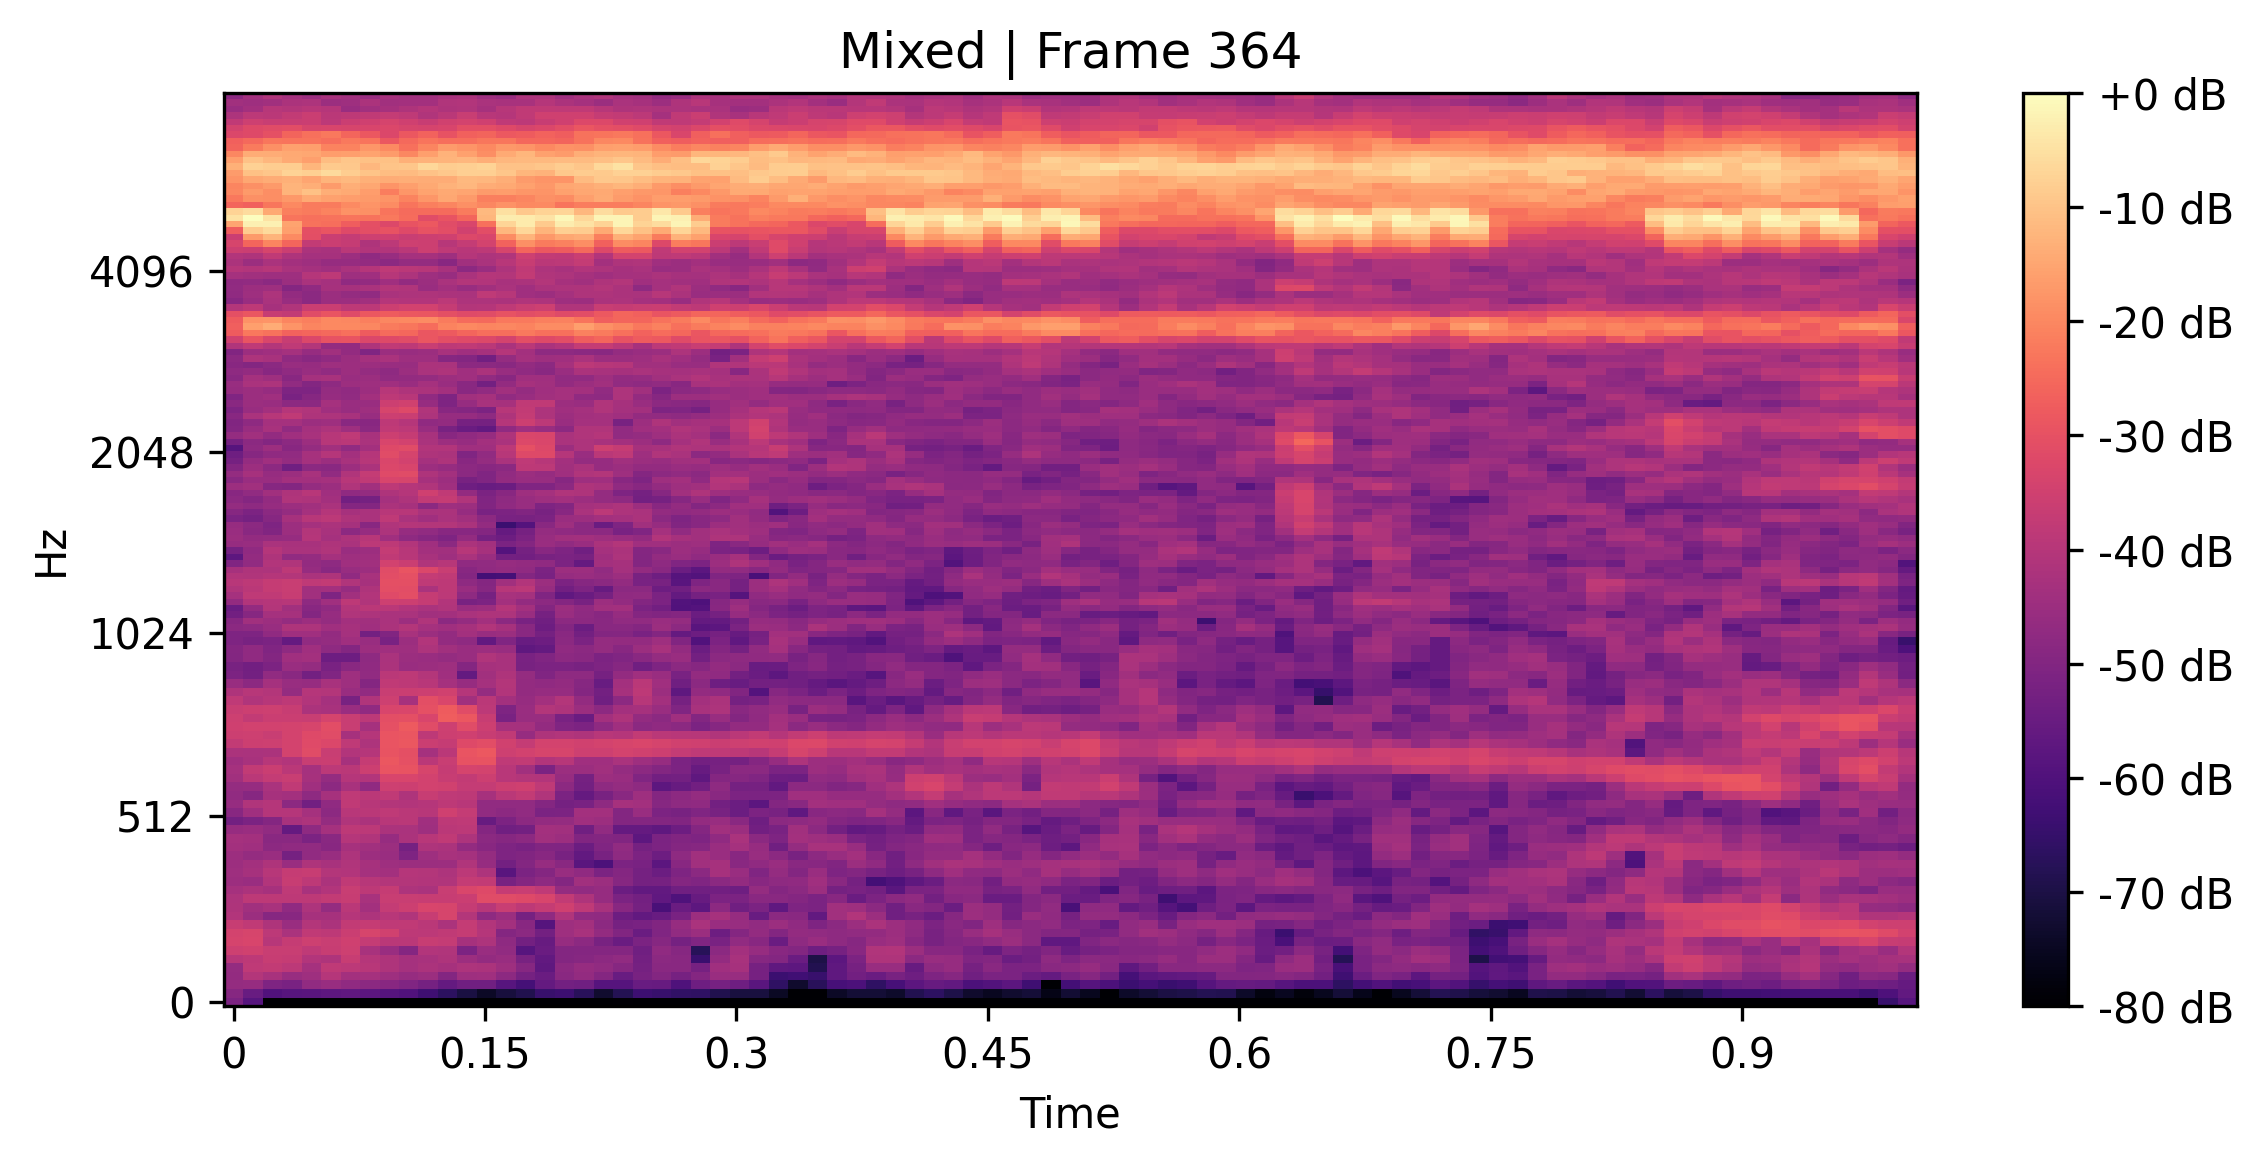 Mixed | Frame 364
+0 dB
-10 dB
-20 dB
-30 dB
-40 dB
-50 dB
-60 dB
-70 dB
-80 dB
Hz
4096
2048
1024
512
0
0 0.15 0.3 0.45 0.6 0.75 0.9
Time